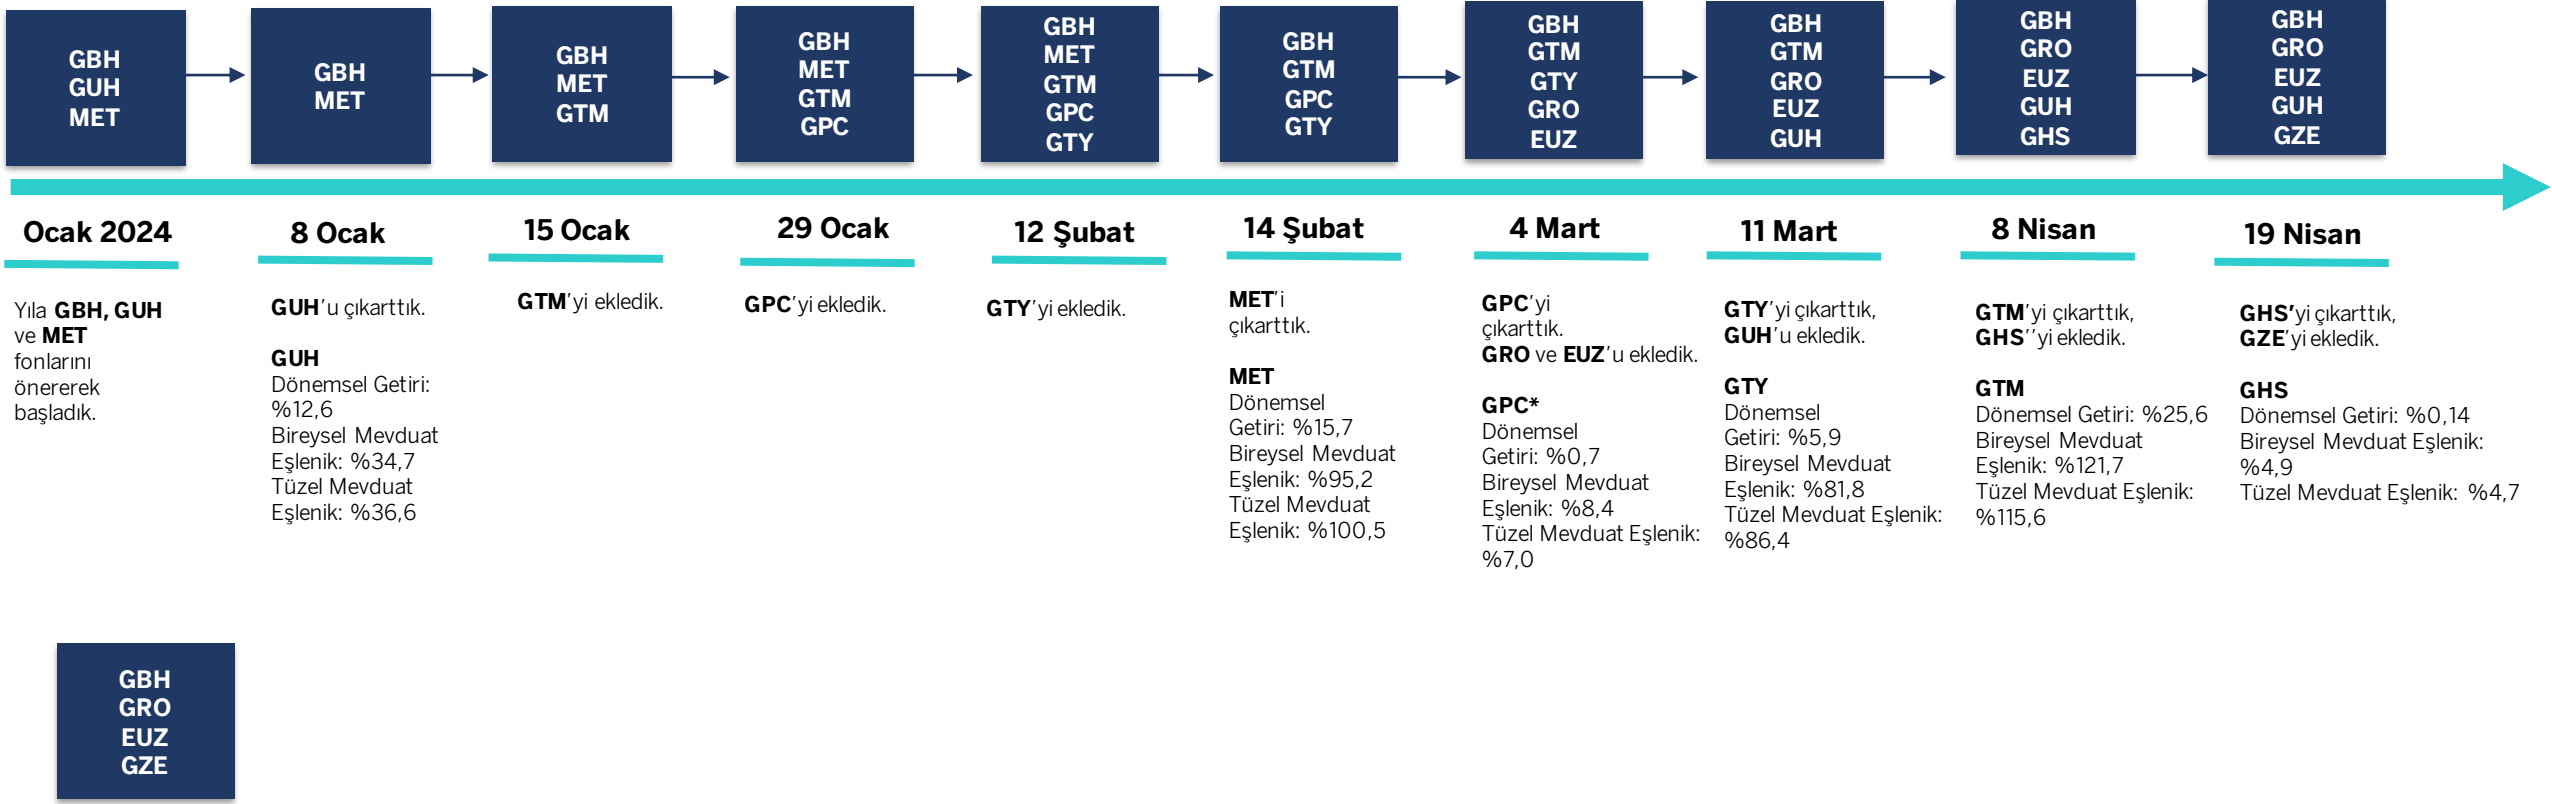 GBH
GUH
MET
GBH
MET
GBH
MET
GTM
GBH
MET
GTM
GPC
GBH
MET
GTM
GPC
GTY
GBH
GTM
GPC
GTY
GBH
GTM
GTY
GRO
EUZ
GBH
GTM
GRO
EUZ
GUH
GBH
GRO
EUZ
GUH
GHS
GBH
GRO
EUZ
GUH
GZE
Ocak 2024
Yıla GBH, GUH
ve MET
fonlarını
önererek
başladık.
8 Ocak
GUH'u çıkarttık.
GUH
Dönemsel Getiri:
%12,6
Bireysel Mevduat
Eşlenik: %34,7
Tüzel Mevduat
Eşlenik: %36,6
15 Ocak
GTM'yi ekledik.
29 Ocak
GPC'yi ekledik.
12 Şubat
GTY'yi ekledik.
14 Şubat
MET'i
çıkarttık.
MET
Dönemsel
Getiri: %15,7
Bireysel Mevduat
Eşlenik: %95,2
Tüzel Mevduat
Eşlenik: %100,5
4 Mart
GPC'yi
çıkarttık.
GRO ve EUZ'u ekledik.
GPC*
Dönemsel
Getiri: %0,7
Bireysel Mevduat
Eşlenik: %8,4
Tüzel Mevduat Eşlenik:
%7,0
11 Mart
GTY'yi çıkarttık,
GUH'u ekledik.
GTY
Dönemsel
Getiri: %5,9
Bireysel Mevduat
Eşlenik: %81,8
Tüzel Mevduat Eşlenik:
%86,4
8 Nisan
GTM'yi çıkarttık,
GHS''yi ekledik.
GTM
Dönemsel Getiri: %25,6
Bireysel Mevduat
Eşlenik: %121,7
Tüzel Mevduat Eşlenik:
%115,6
19 Nisan
GHS'yi çıkarttık,
GZE'yi ekledik.
GHS
Dönemsel Getiri: %0,14
Bireysel Mevduat Eşlenik:
%4,9
Tüzel Mevduat Eşlenik: %4,7
GBH
GRO
EUZ
GZE